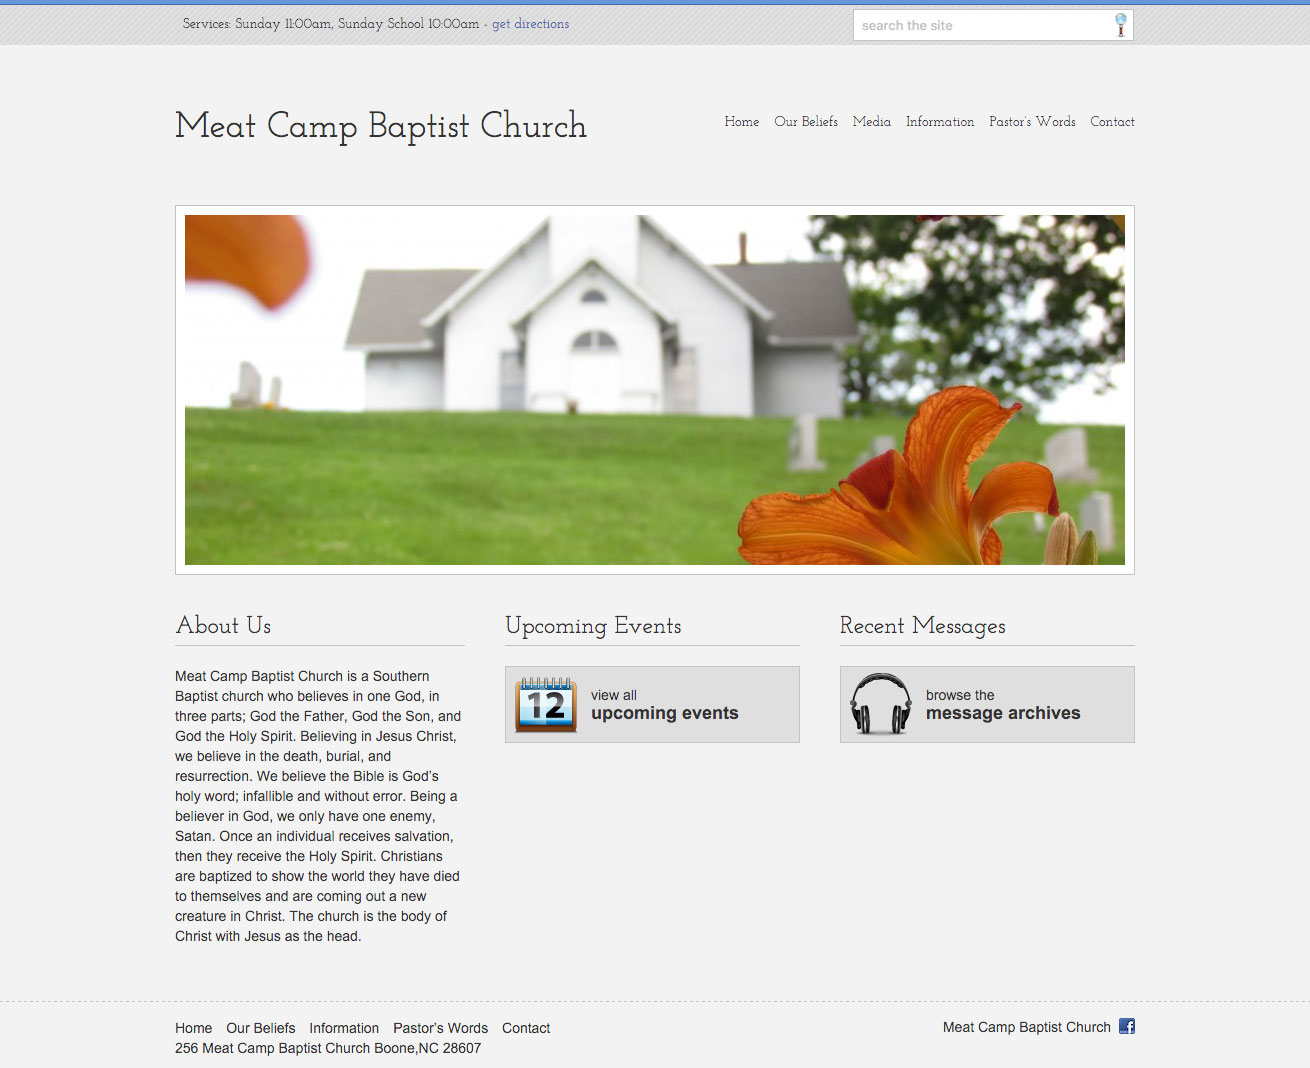 Services: Sunday 11:00am, Sunday School 10:00am - get directions
search the site
Meat Camp Baptist Church
Home Our Beliefs Media Information Pastor's Words Contact
About Us
Meat Camp Baptist Church is a Southern
Baptist church who believes in one God, in
three parts; God the Father, God the Son, and
God the Holy Spirit. Believing in Jesus Christ,
we believe in the death, burial, and
resurrection. We believe the Bible is God's
holy word; infallible and without error. Being a
believer in God, we only have one enemy,
Satan. Once an individual receives salvation,
then they receive the Holy Spirit. Christians
are baptized to show the world they have died
to themselves and are coming out a new
creature in Christ. The church is the body of
Christ with Jesus as the head.
Upcoming Events
12
view all
upcoming events
Recent Messages
browse the
message archives
Home Our Beliefs Information Pastor's Words Contact
256 Meat Camp Baptist Church Boone,NC 28607
Meat Camp Baptist Church f